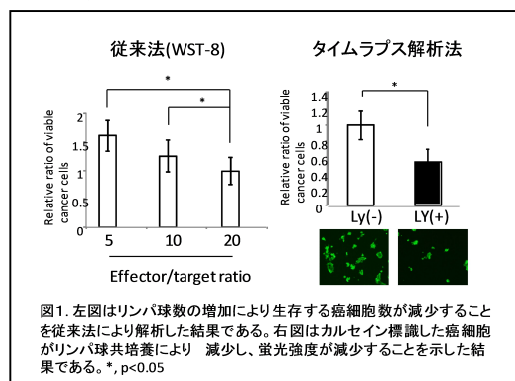 従来法(WST-8)
*
*
Relative ratio of viable
cancer cells
2
1.5
1
0.5
0
5 10 20
Effector/target ratio
タイムラプス解析法
*
Relative ratio of viable
cancer cells
1.4
1.2
1
0.8
0.6
0.4
0.2
0
Ly(-) LY(+)
図1. 左図はリンパ球数の増加により生存する癌細胞数が減少すること
を従来法により解析した結果である。右図はカルセイン標識した癌細胞
がリンパ球共培養により 減少し、蛍光強度が減少することを示した結
果である。*, p<0.05